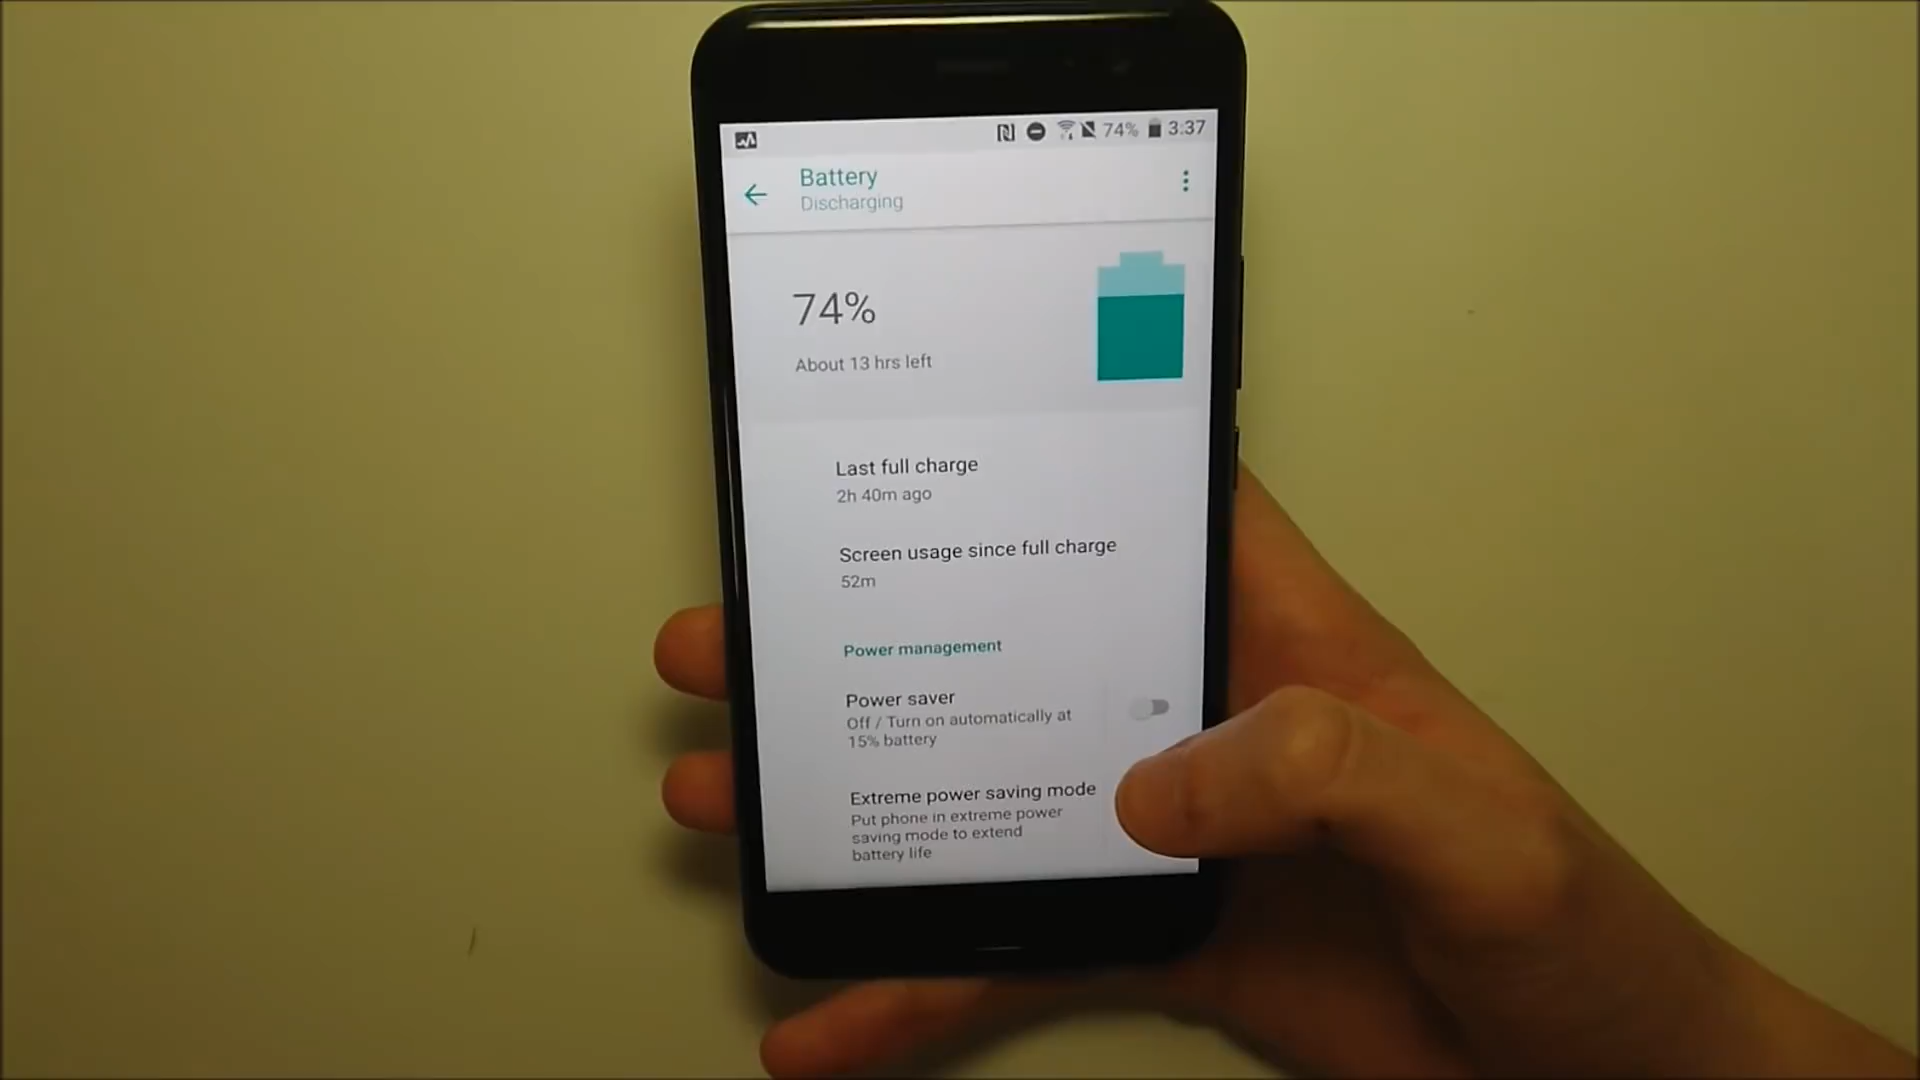 74% 3:37
Battery
Discharging
74%
About 13 hrs left
Last full charge
2h 40m ago
Screen usage since full charge
52m
Power management
Power saver
Off / Turn on automatically at
15% battery
Extreme power saving mode
Put phone in extreme power
saving mode to extend
battery life